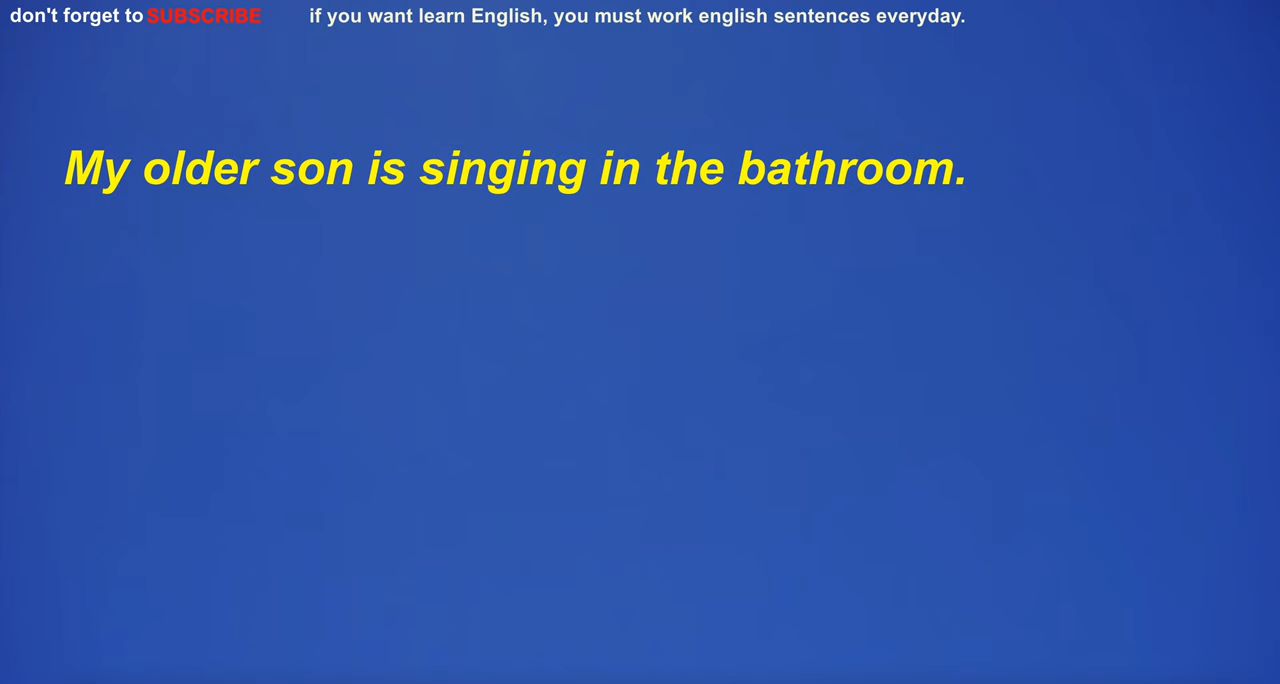 don't forget to SUBSCRIBE if you want learn English, you must work english sentences everyday.
My older son is singing in the bathroom.